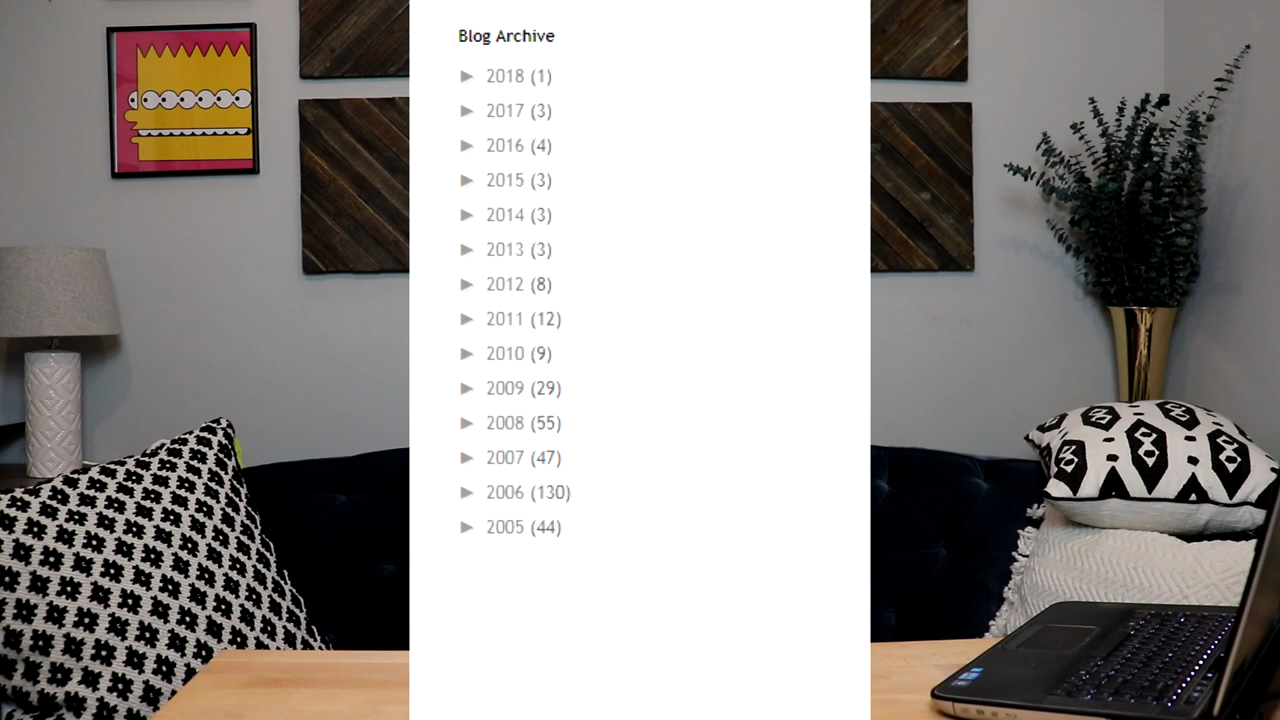 Blog Archive
► 2018 (1)
► 2017 (3)
► 2016 (4)
► 2015 (3)
► 2014 (3)
► 2013 (3)
► 2012 (8)
► 2011 (12)
► 2010 (9)
► 2009 (29)
► 2008 (55)
► 2007 (47)
► 2006 (130)
► 2005 (44)